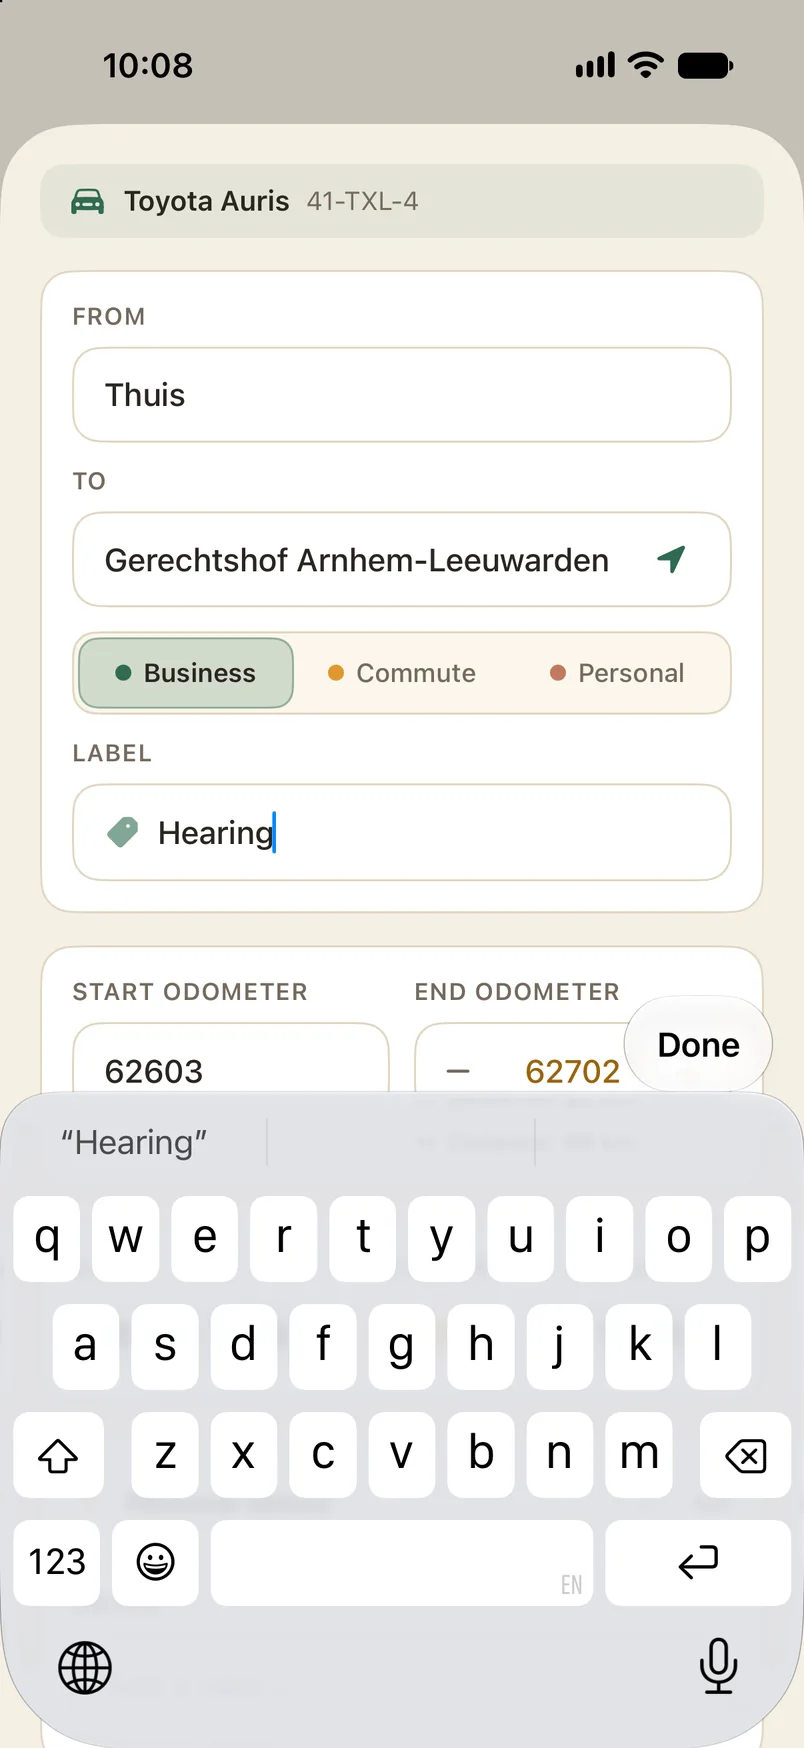 10:08
Toyota Auris 41-TXL-4
FROM
Thuis
TO
Gerechtshof Arnhem-Leeuwarden
Business Commute Personal
LABEL
Hearing
START ODOMETER END ODOMETER
62603 — 62702
Done
“Hearing”
q w e r t y u i o p
a s d f g h j k l
z x c v b n m
123
EN